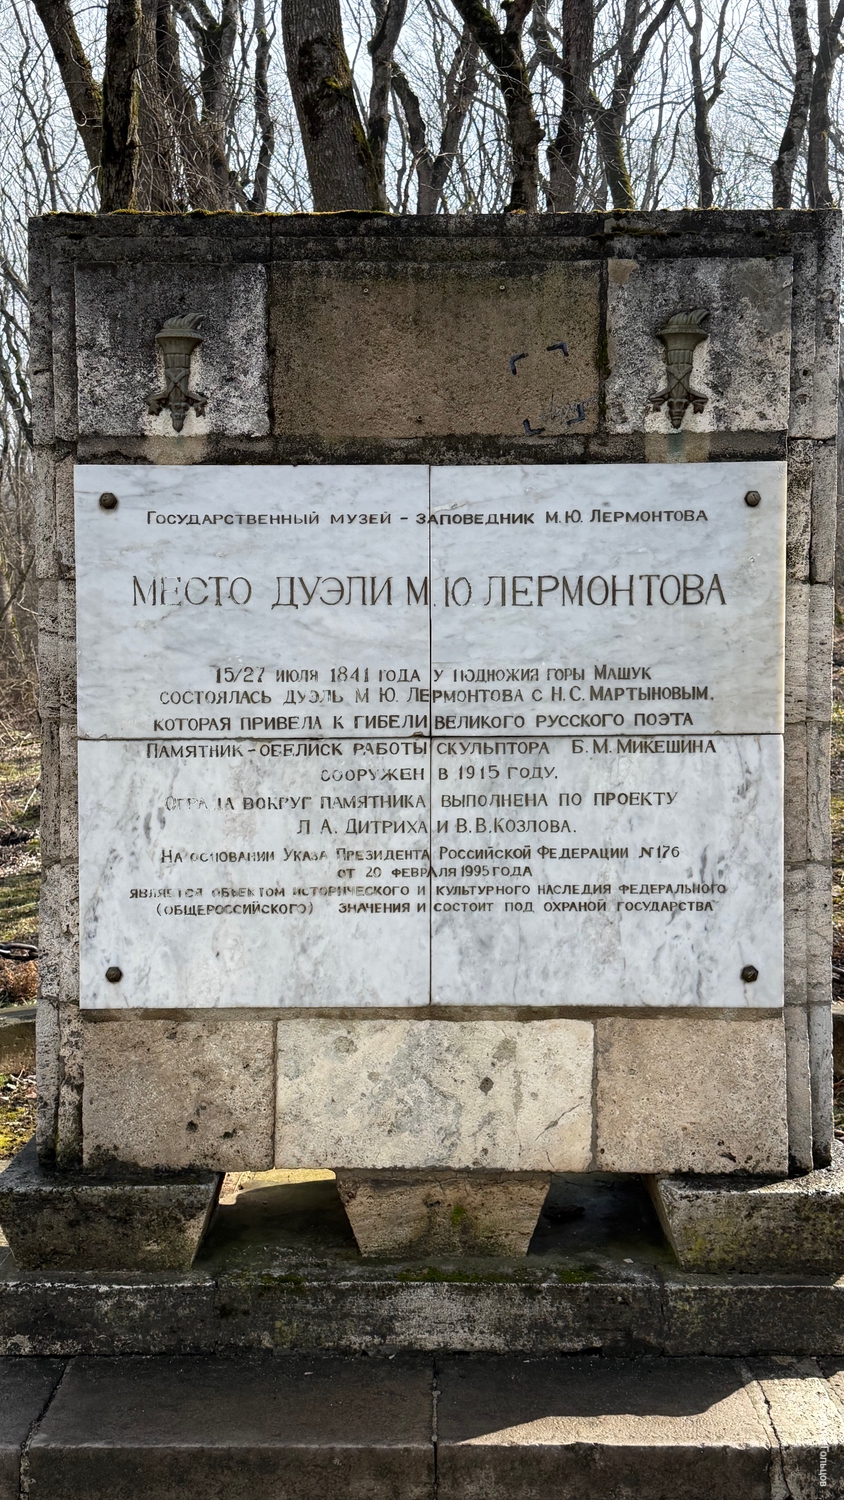 Государственный музей - заповедник М.Ю. Лермонтова
МЕСТО ДУЭЛИ М.Ю ЛЕРМОНТОВА
15/27 июля 1841 года у подножия горы Машук
состоялась дуэль М Ю. Лермонтова с Н.С. Мартыновым,
которая привела к гибели великого русского поэта
Памятник-обелиск работы скульптора Б.М. Микешина
сооружен в 1915 году.
Ограда вокруг памятника выполнена по проекту
Л А. Дитриха и В.В. Козлова.
На основании Указа Президента Российской Федерации №176
от 20 февраля 1995 года
является объектом исторического и культурного наследия федерального
(общероссийского) значения и состоит под охраной государства